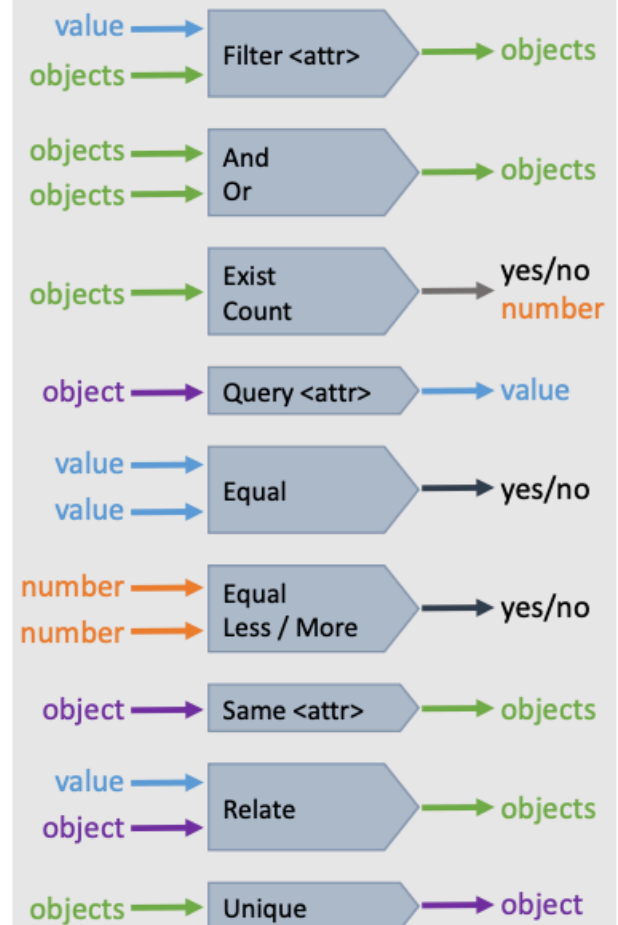 value
objects
Filter <attr>
objects
objects
objects
And
Or
objects
objects
Exist
Count
yes/no
number
object
Query <attr>
value
value
value
Equal
yes/no
number
number
Equal
Less / More
yes/no
object
Same <attr>
objects
value
object
Relate
objects
objects
Unique
object